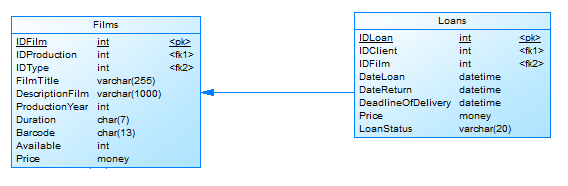 Films
IDFilm int <pk>
IDProduction int <fk1>
IDType int <fk2>
FilmTitle varchar(255)
DescriptionFilm varchar(1000)
ProductionYear int
Duration char(7)
Barcode char(13)
Available int
Price money
Loans
IDLoan int <pk>
IDClient int <fk1>
IDFilm int <fk2>
DateLoan datetime
DateReturn datetime
DeadlineOfDelivery datetime
Price money
LoanStatus varchar(20)